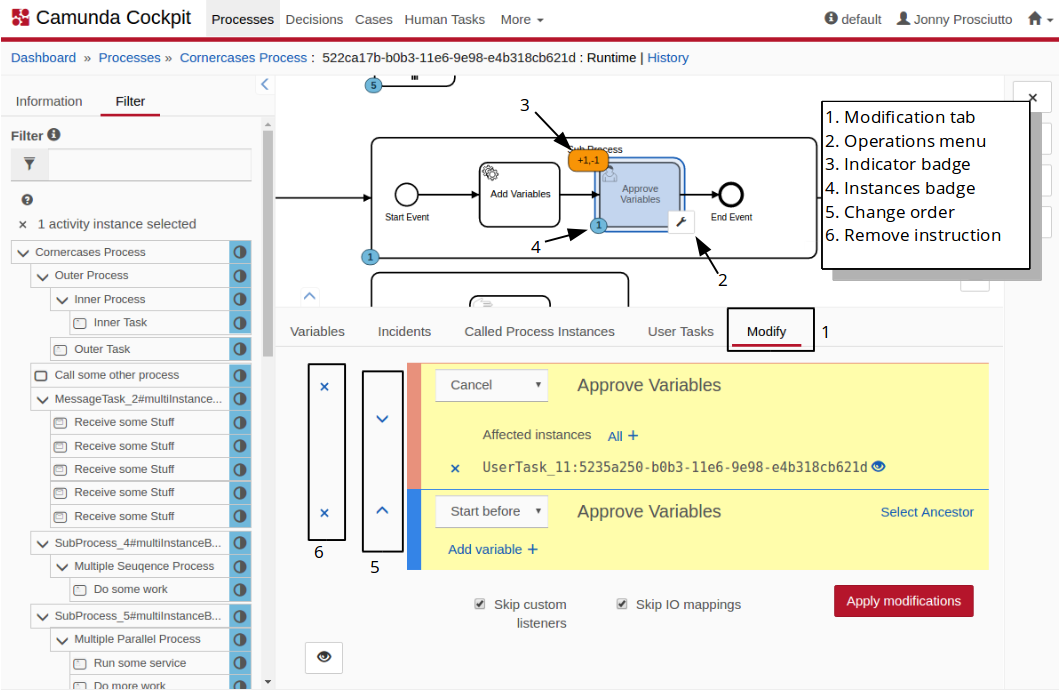 Camunda Cockpit Processes Decisions Cases Human Tasks More default Jonny Prosciutto
Dashboard » Processes » Cornercases Process : 522ca17b-b0b3-11e6-9e98-e4b318cb621d : Runtime | History
Information Filter
Filter
1 activity instance selected
Cornercases Process
Outer Process
Inner Process
Inner Task
Outer Task
Call some other process
MessageTask_2#multiInstance...
Receive some Stuff
Receive some Stuff
Receive some Stuff
Receive some Stuff
Receive some Stuff
SubProcess_4#multiInstanceB...
Multiple Seuqence Process
Do some work
SubProcess_5#multiInstanceB...
Multiple Parallel Process
Run some service
Do more work
5
3
Sub Process
+1,-1
Start Event
Add Variables
Approve
Variables
End Event
1
1
4
2
1. Modification tab
2. Operations menu
3. Indicator badge
4. Instances badge
5. Change order
6. Remove instruction
Variables Incidents Called Process Instances User Tasks Modify 1
Cancel Approve Variables
Affected instances All +
UserTask_11:5235a250-b0b3-11e6-9e98-e4b318cb621d
Start before Approve Variables Select Ancestor
Add variable +
6
5
Skip custom
listeners
Skip IO mappings
Apply modifications